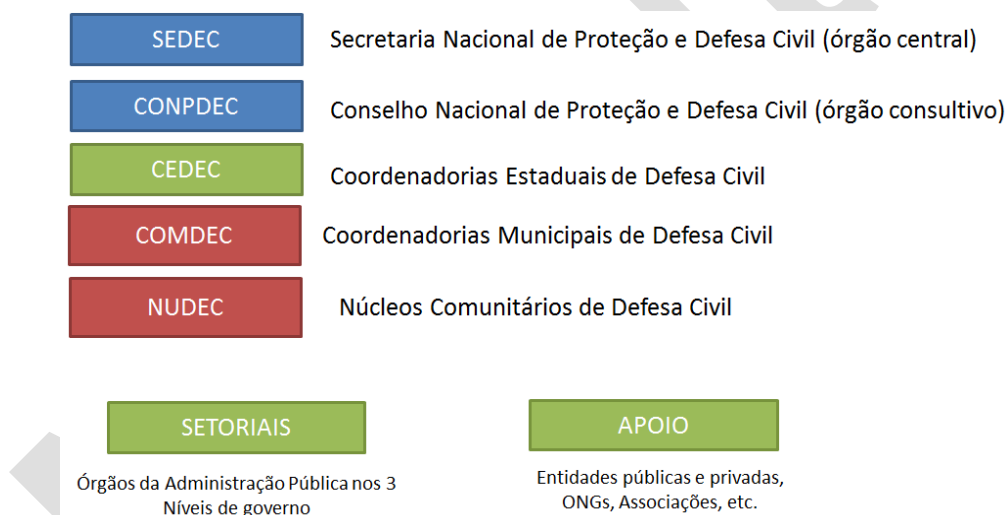 SEDEC Secretaria Nacional de Proteção e Defesa Civil (órgão central)
CONPDEC Conselho Nacional de Proteção e Defesa Civil (órgão consultivo)
CEDEC Coordenadorias Estaduais de Defesa Civil
COMDEC Coordenadorias Municipais de Defesa Civil
NUDEC Núcleos Comunitários de Defesa Civil
SETORIAIS
Órgãos da Administração Pública nos 3
Níveis de governo
APOIO
Entidades públicas e privadas,
ONGs, Associações, etc.